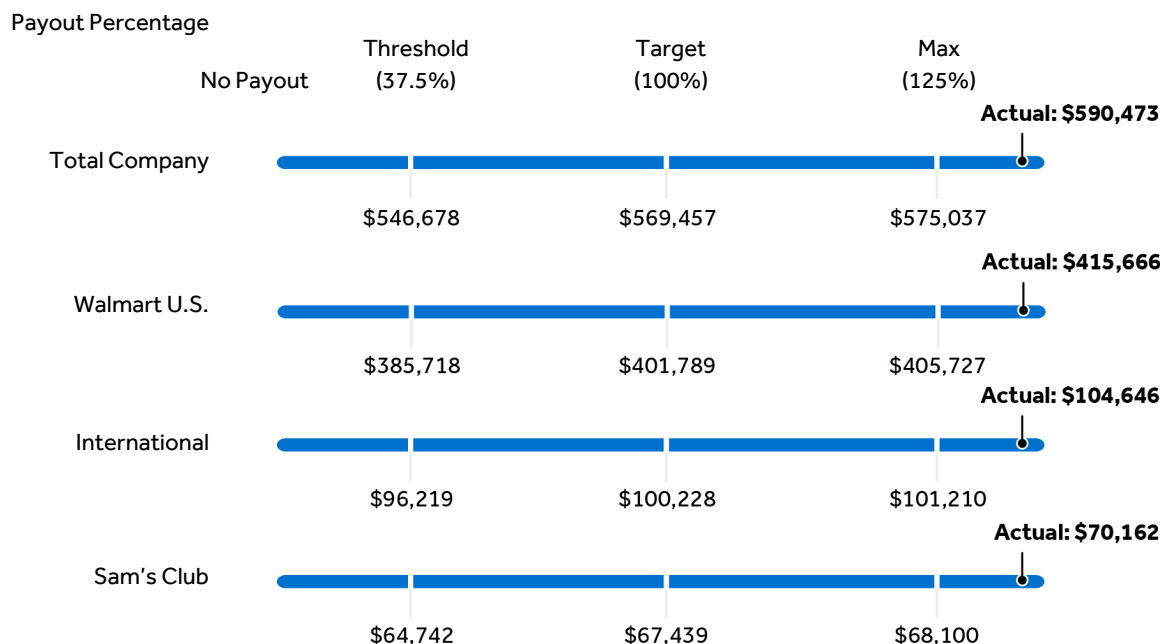 Payout Percentage
Threshold Target Max
No Payout (37.5%) (100%) (125%)
Actual: $590,473
Total Company
$546,678 $569,457 $575,037
Actual: $415,666
Walmart U.S.
$385,718 $401,789 $405,727
Actual: $104,646
International
$96,219 $100,228 $101,210
Actual: $70,162
Sam’s Club
$64,742 $67,439 $68,100